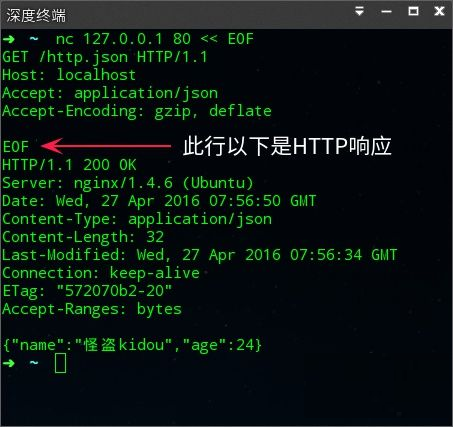 深度终端
➜ ~ nc 127.0.0.1 80 << EOF
GET /http.json HTTP/1.1
Host: localhost
Accept: application/json
Accept-Encoding: gzip, deflate
EOF
此行以下是HTTP响应
HTTP/1.1 200 OK
Server: nginx/1.4.6 (Ubuntu)
Date: Wed, 27 Apr 2016 07:56:50 GMT
Content-Type: application/json
Content-Length: 32
Last-Modified: Wed, 27 Apr 2016 07:56:34 GMT
Connection: keep-alive
ETag: "572070b2-20"
Accept-Ranges: bytes
{"name":"怪盗kidou","age":24}
➜ ~